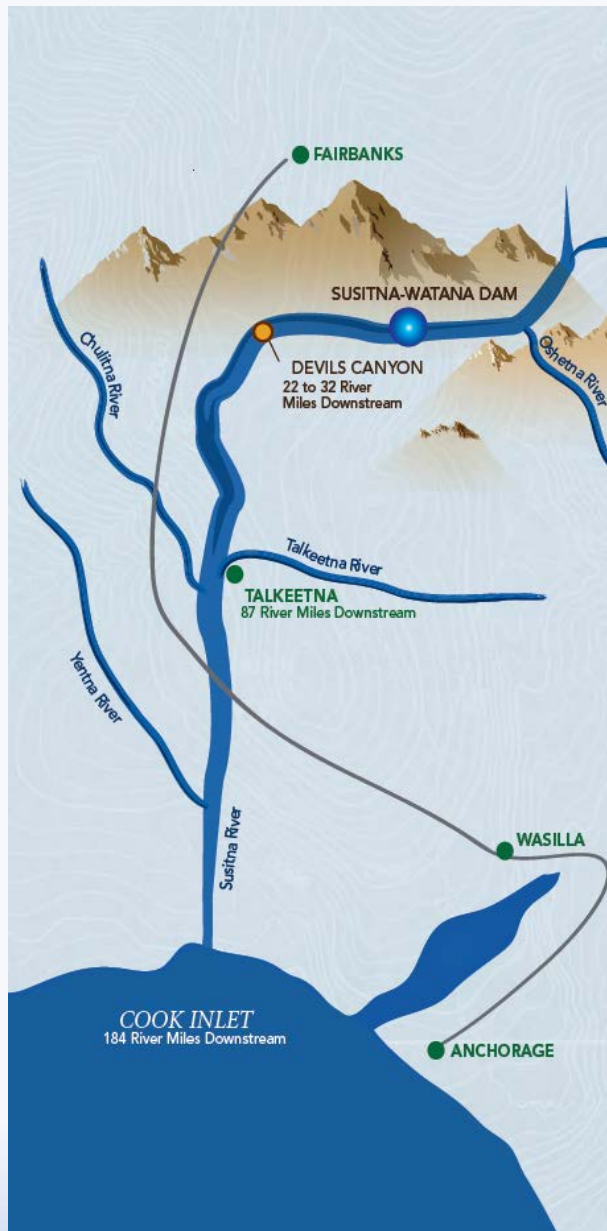 FAIRBANKS
SUSITNA-WATANA DAM
Chulitna River
DEVILS CANYON
22 to 32 River
Miles Downstream
Oshetna River
Talkeetna River
TALKEETNA
87 River Miles Downstream
Yentna River
Susitna River
WASILLA
COOK INLET
184 River Miles Downstream
ANCHORAGE